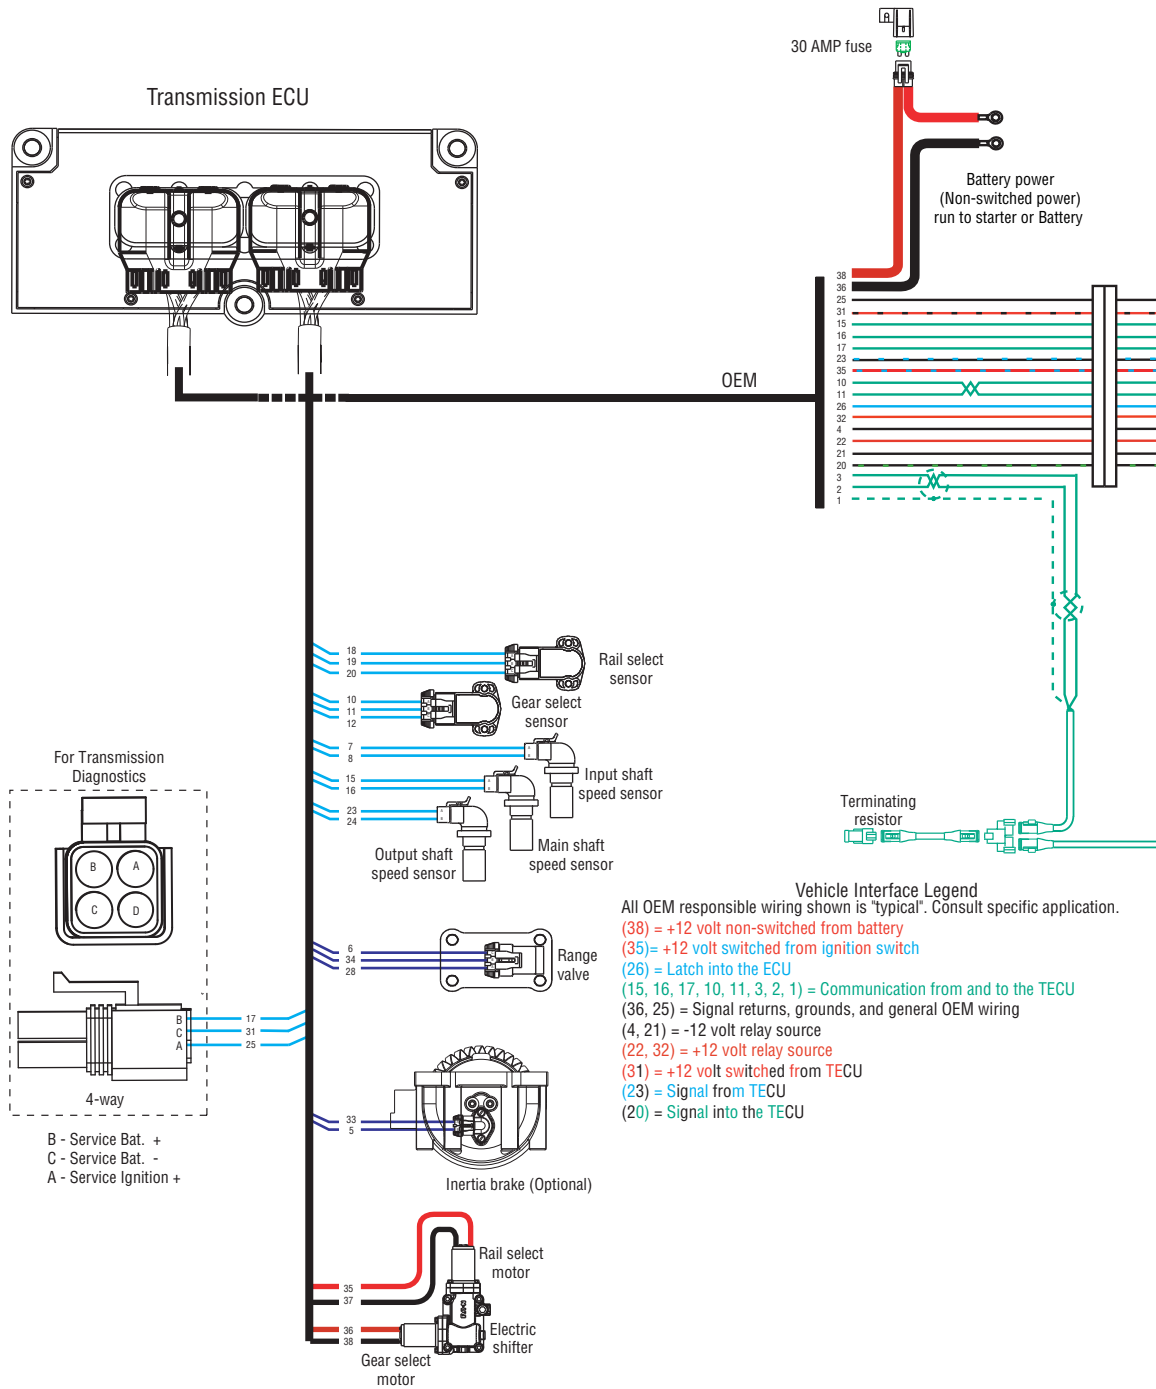 30 AMP fuse
Transmission ECU
Battery power
(Non-switched power)
run to starter or Battery
38
36
25
31
15
16
17
23
35
10
11
26
32
4
22
21
20
3
2
1
OEM
18
19
20
Rail select
sensor
10
11
12
Gear select
sensor
7
8
Input shaft
speed sensor
15
16
Main shaft
speed sensor
23
24
Output shaft
speed sensor
For Transmission
Diagnostics
B
A
C
D
Terminating
resistor
6
34
28
Range
valve
B
C
A
17
31
25
4-way
B - Service Bat. +
C - Service Bat. -
A - Service Ignition +
33
5
Inertia brake (Optional)
Vehicle Interface Legend
All OEM responsible wiring shown is "typical". Consult specific application.
(38) = +12 volt non-switched from battery
(35)= +12 volt switched from ignition switch
(26) = Latch into the ECU
(15, 16, 17, 10, 11, 3, 2, 1) = Communication from and to the TECU
(36, 25) = Signal returns, grounds, and general OEM wiring
(4, 21) = -12 volt relay source
(22, 32) = +12 volt relay source
(31) = +12 volt switched from TECU
(23) = Signal from TECU
(20) = Signal into the TECU
35
37
Rail select
motor
36
38
Electric
shifter
Gear select
motor